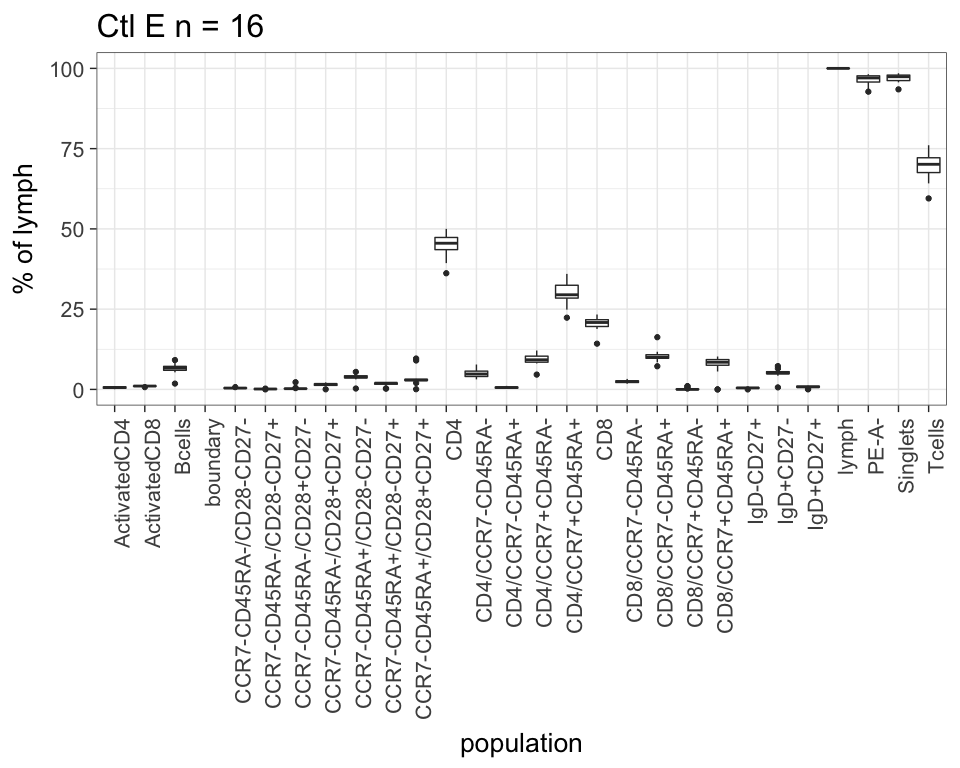 Ctl E n = 16
100
75
50
25
0
% of lymph
ActivatedCD4
ActivatedCD8
Bcells
boundary
CCR7-CD45RA-/CD28-CD27-
CCR7-CD45RA-/CD28-CD27+
CCR7-CD45RA-/CD28+CD27-
CCR7-CD45RA-/CD28+CD27+
CCR7-CD45RA+/CD28-CD27-
CCR7-CD45RA+/CD28-CD27+
CCR7-CD45RA+/CD28+CD27+
CD4
CD4/CCR7-CD45RA-
CD4/CCR7-CD45RA+
CD4/CCR7+CD45RA-
CD4/CCR7+CD45RA+
CD8
CD8/CCR7-CD45RA-
CD8/CCR7-CD45RA+
CD8/CCR7+CD45RA-
CD8/CCR7+CD45RA+
IgD-CD27+
IgD+CD27-
IgD+CD27+
lymph
PE-A-
Singlets
Tcells
population